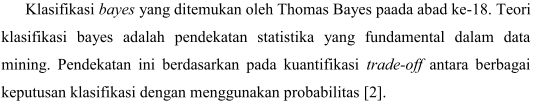 Klasifikasi bayes yang ditemukan oleh Thomas Bayes paada abad ke-18. Teori
klasifikasi bayes adalah pendekatan statistika yang fundamental dalam data
mining. Pendekatan ini berdasarkan pada kuantifikasi trade-off antara berbagai
keputusan klasifikasi dengan menggunakan probabilitas [2].